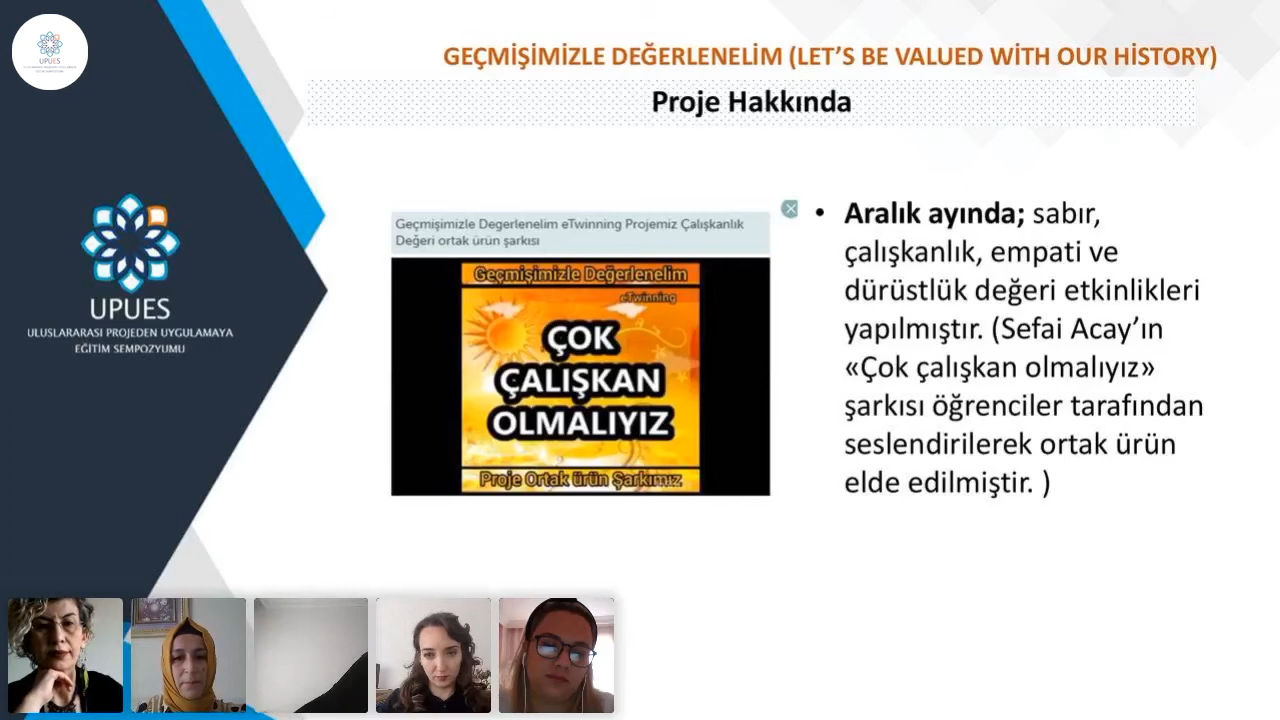 UPUES
GEÇMİŞİMİZLE DEĞERLENELİM (LET’S BE VALUED WİTH OUR HİSTORY)
Proje Hakkında
UPUES
ULUSLARARASI PROJEDEN UYGULAMAYA
EĞİTİM SEMPOZYUMU
Geçmişimizle Degerlenelim eTwinning Projemiz Çalışkanlık
Değeri ortak ürün şarkısı
Geçmişimizle Değerlenelim
eTwinning
ÇOK
ÇALIŞKAN
OLMALIYIZ
Proje Ortak ürün Şarkımız
• Aralık ayında; sabır,
çalışkanlık, empati ve
dürüstlük değeri etkinlikleri
yapılmıştır. (Sefai Acay’ın
«Çok çalışkan olmalıyız»
şarkısı öğrenciler tarafından
seslendirilerek ortak ürün
elde edilmiştir. )